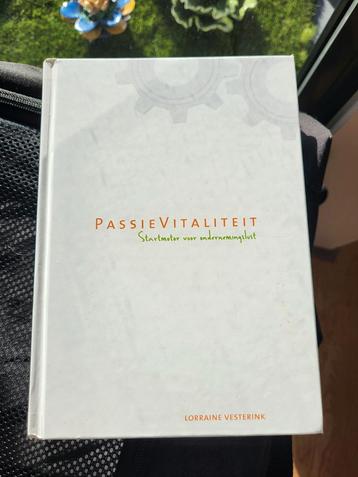 PASSIEVITALITEIT
Startmotor voor ondernemingslust
LORRAINE VESTERINK